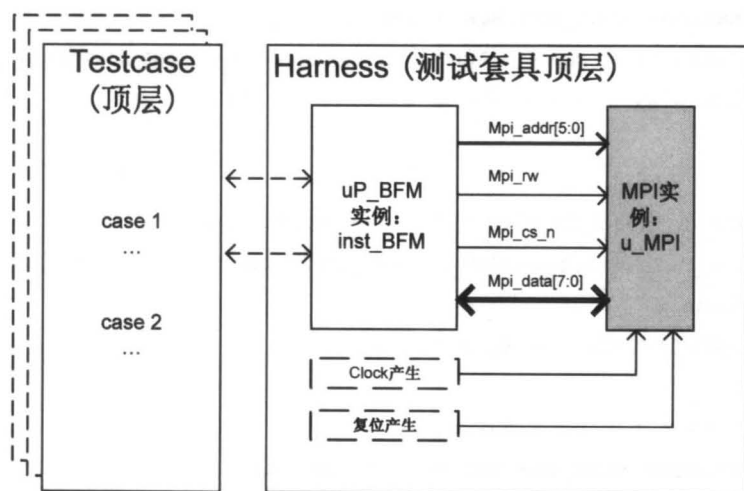 Testcase
(顶层)
case 1
...
case 2
...
Harness (测试套具顶层)
uP_BFM
实例:
inst_BFM
Mpi_addr[5:0]
Mpi_rw
Mpi_cs_n
Mpi_data[7:0]
MPI实
例:
u_MPI
Clock产生
复位产生